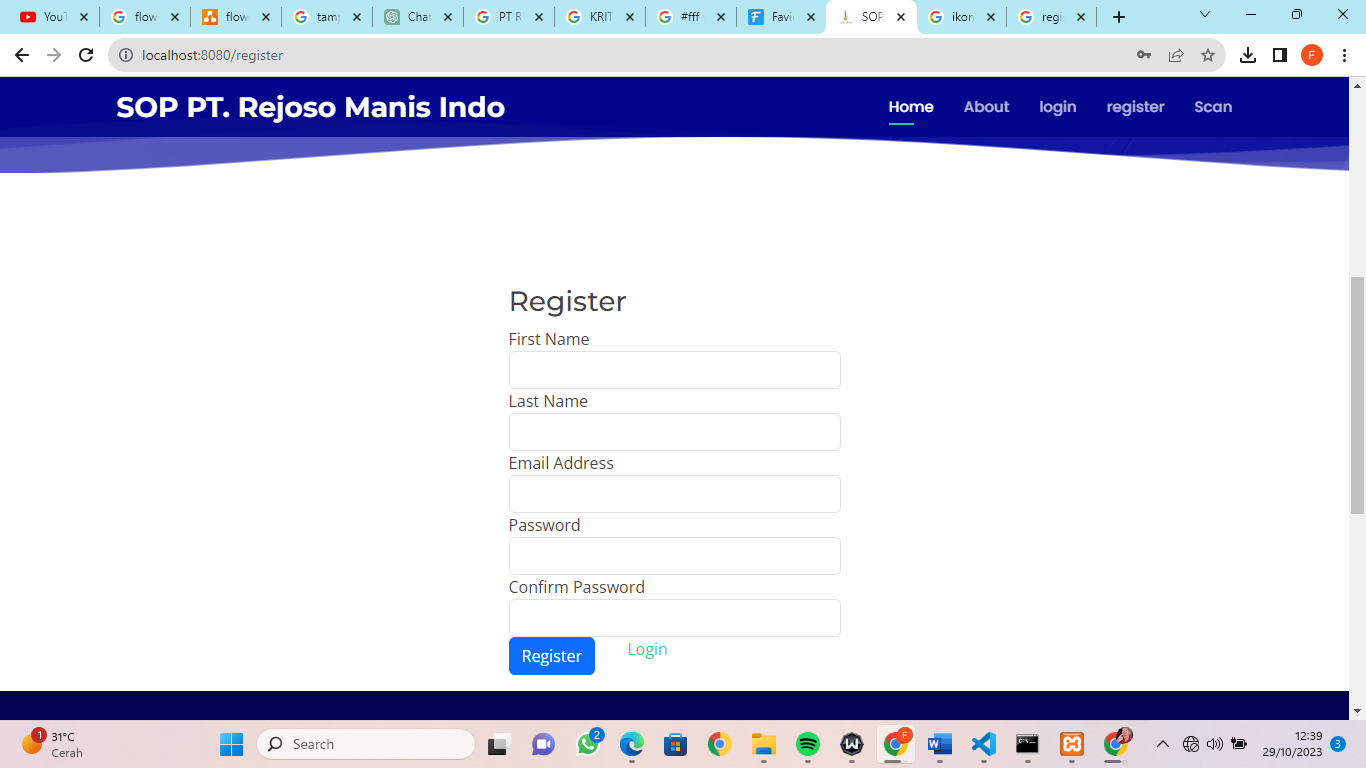 YouT
flow
flow
tamp
Chat
PT R
KRIT
#fff
Favi
SOP
ikon
regi
localhost:8080/register
F
SOP PT. Rejoso Manis Indo
Home About login register Scan
Register
First Name
Last Name
Email Address
Password
Confirm Password
Register Login
1
31°C
Cerah
Search
2
F
12:39
29/10/2023
3